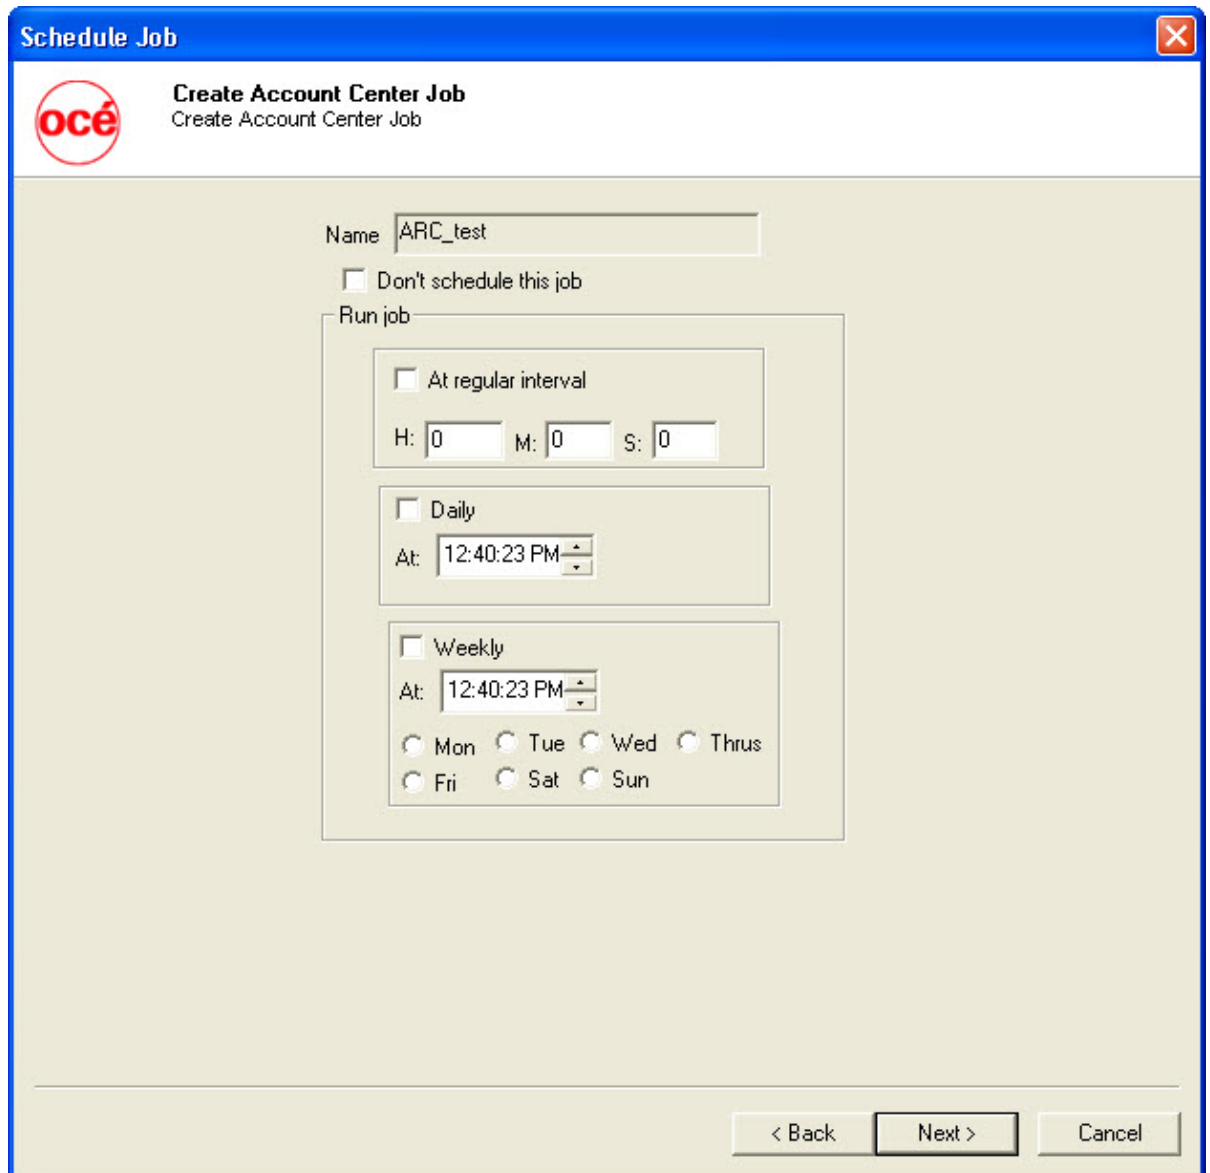 Schedule Job
océ
Create Account Center Job
Create Account Center Job
Name ARC_test
Don't schedule this job
Run job
At regular interval
H: 0 M: 0 S: 0
Daily
At: 12:40:23 PM
Weekly
At: 12:40:23 PM
Mon Tue Wed Thrus
Fri Sat Sun
< Back Next > Cancel